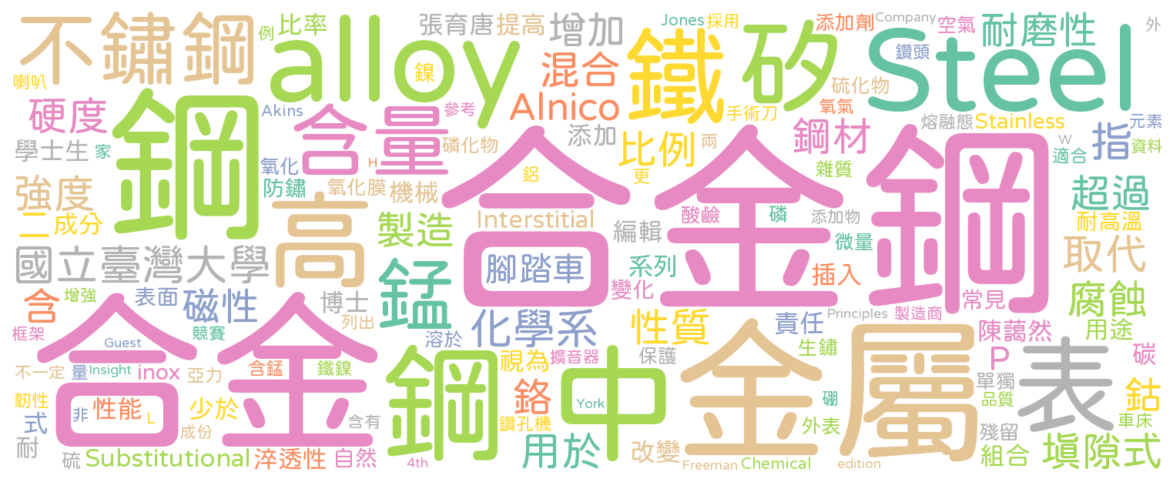 不鏽鋼
例
比率
張育唐
提高
增加
Jones
採用
添加劑
Company
空氣
耐磨性
外
喇叭
alloy
鎳
混合
鐵
矽
鑽頭
Steel
硫化物
氧氣
手術刀
硬度
鋼
Akins
含量
參考
Alnico
添加
熔融態
Stainless
元素
學士生
家
磷化物
比例
兩
鋼材
W
適合
資料
指
強度
氧化
防鏽
H
氧化膜
機械
合金鋼
鋁
更
雜質
超過
二
成分
高
製造
Interstitial
酸鹼
磷
添加物
耐高溫
國立臺灣大學
編輯
微量
取代
腳踏車
系列
插入
含
增強
表面
磁性
博士
錳
變化
常見
腐蝕
框架
競賽
列出
化學系
性質
責任
Principles
製造商
陳藹然
用途
合金
Guest
溶於
視為
擴音器
保護
生鏽
不一定
量
Insight
含錳
鐵鎳
inox
亞力
鋼
中
金屬
P
表
碳
單獨
韌性
式
非
性能
L
少於
鉻
York
硼
品質
鈷
鑽孔機
外表
車床
耐
成份
含有
用於
改變
殘留
硫
Substitutional
淬透性
自然
4th
Freeman
Chemical
edition
組合
填隙式